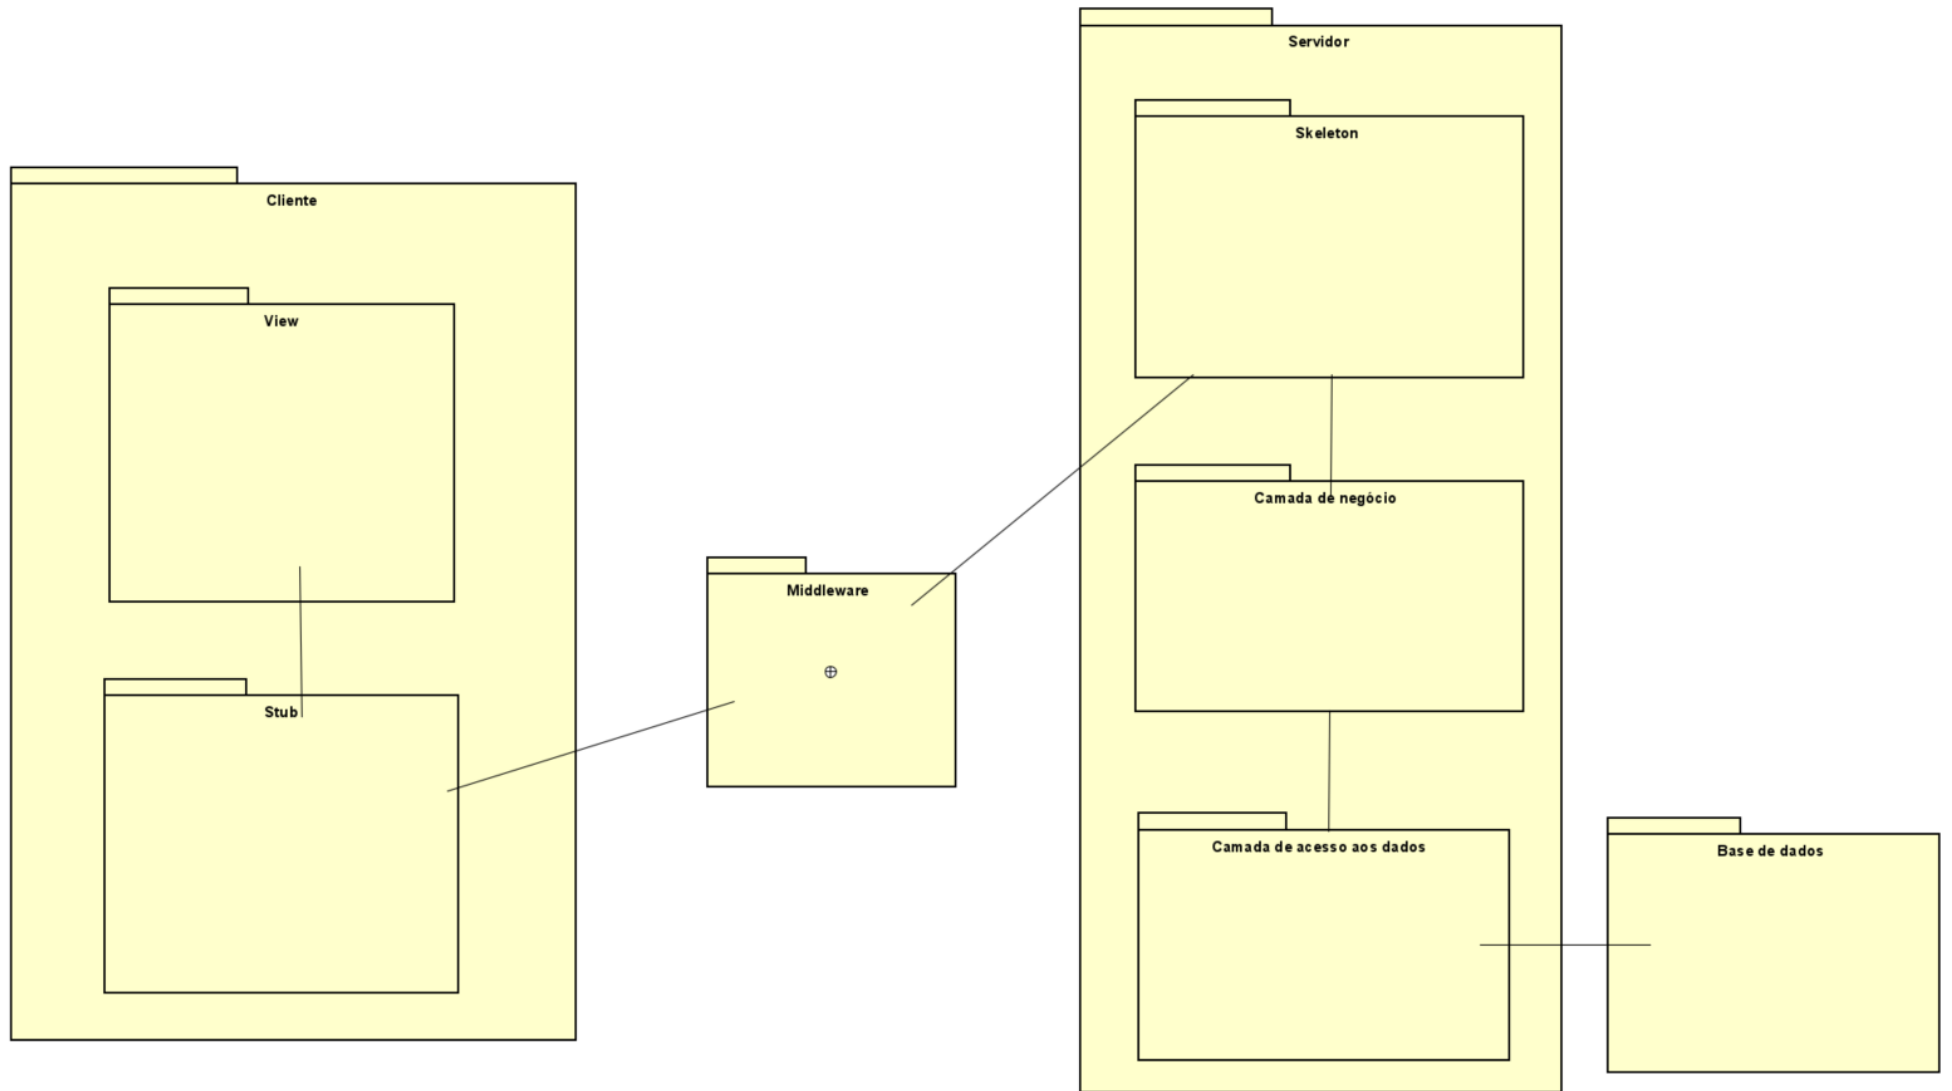 Cliente
View
Stub
Middleware
Servidor
Skeleton
Camada de negócio
Camada de acesso aos dados
Base de dados